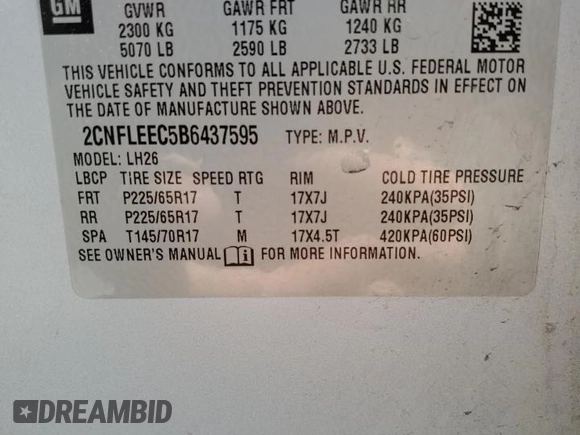 GM
GVWR GAWR FRT GAWR RR
2300 KG 1175 KG 1240 KG
5070 LB 2590 LB 2733 LB
THIS VEHICLE CONFORMS TO ALL APPLICABLE U.S. FEDERAL MOTOR
VEHICLE SAFETY AND THEFT PREVENTION STANDARDS IN EFFECT ON
THE DATE OF MANUFACTURE SHOWN ABOVE.
2CNFLEEC5B6437595 TYPE: M.P.V.
MODEL: LH26
LBCP TIRE SIZE SPEED RTG RIM COLD TIRE PRESSURE
FRT P225/65R17 T 17X7J 240KPA(35PSI)
RR P225/65R17 T 17X7J 240KPA(35PSI)
SPA T145/70R17 M 17X4.5T 420KPA(60PSI)
SEE OWNER'S MANUAL FOR MORE INFORMATION.
DREAMBID